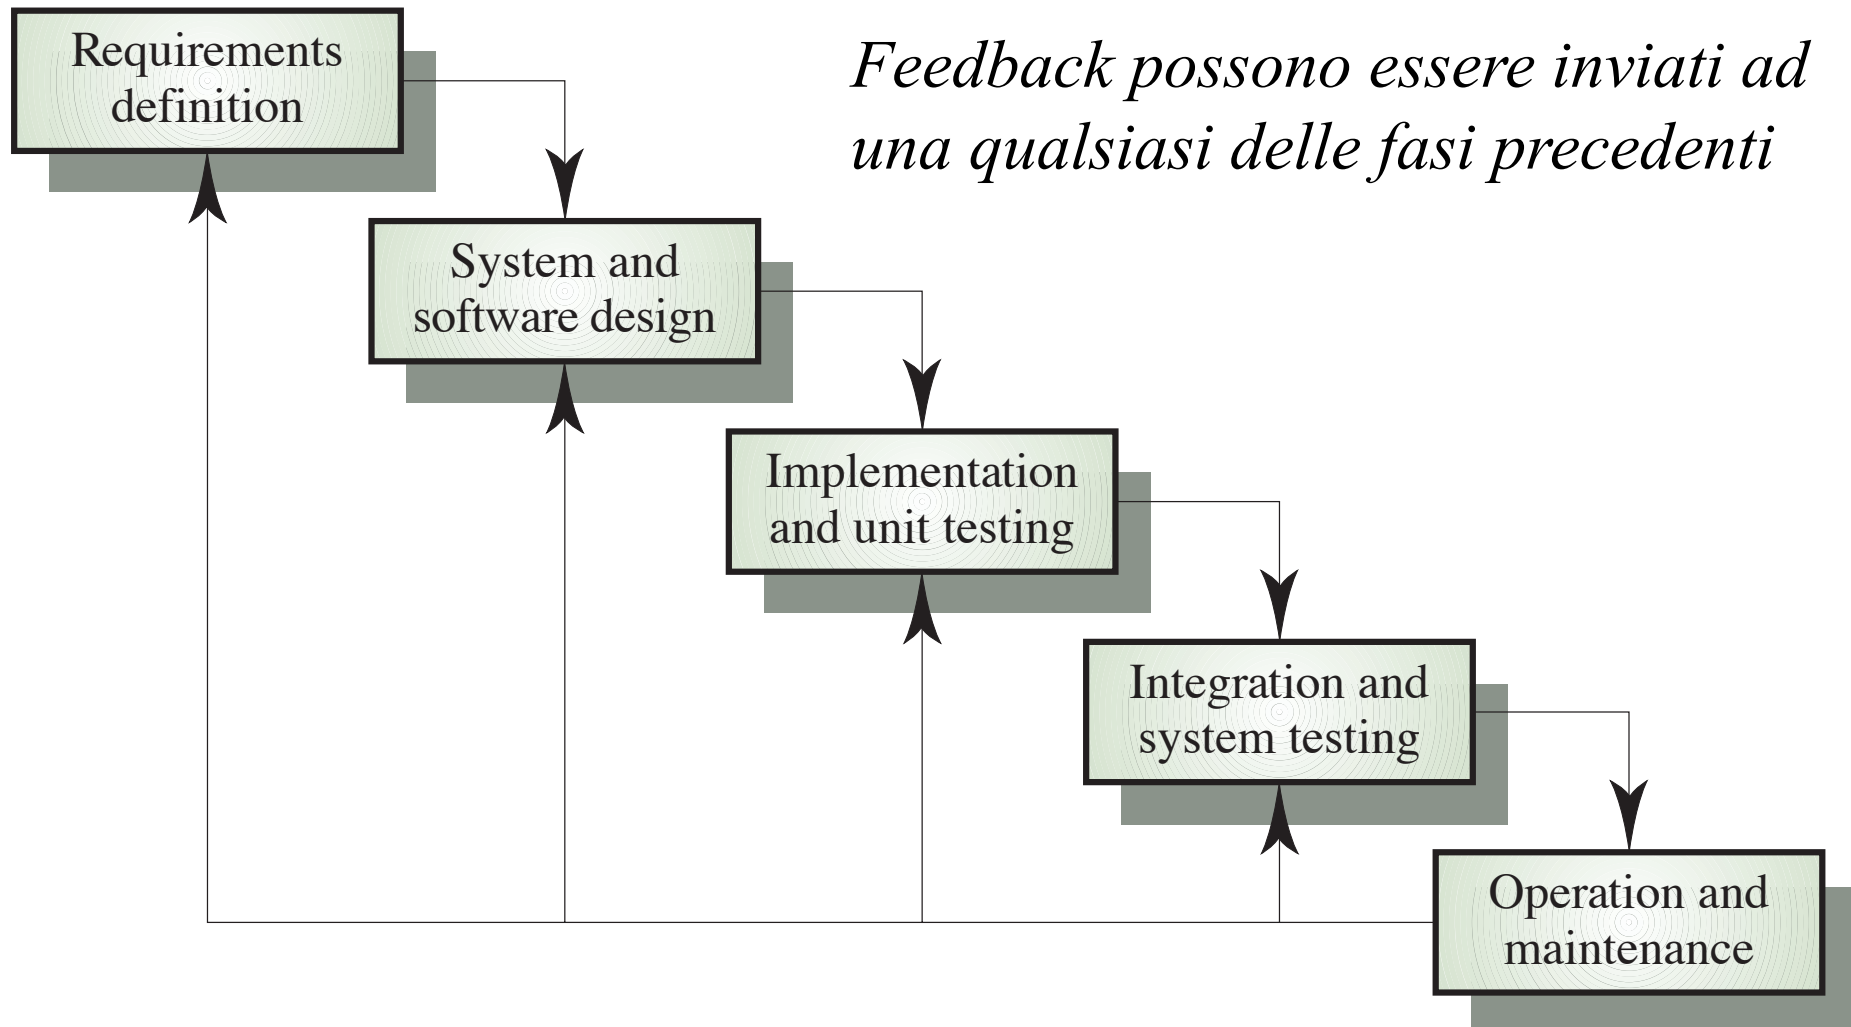 Requirements
definition
Feedback possono essere inviati ad
una qualsiasi delle fasi precedenti
System and
software design
Implementation
and unit testing
Integration and
system testing
Operation and
maintenance